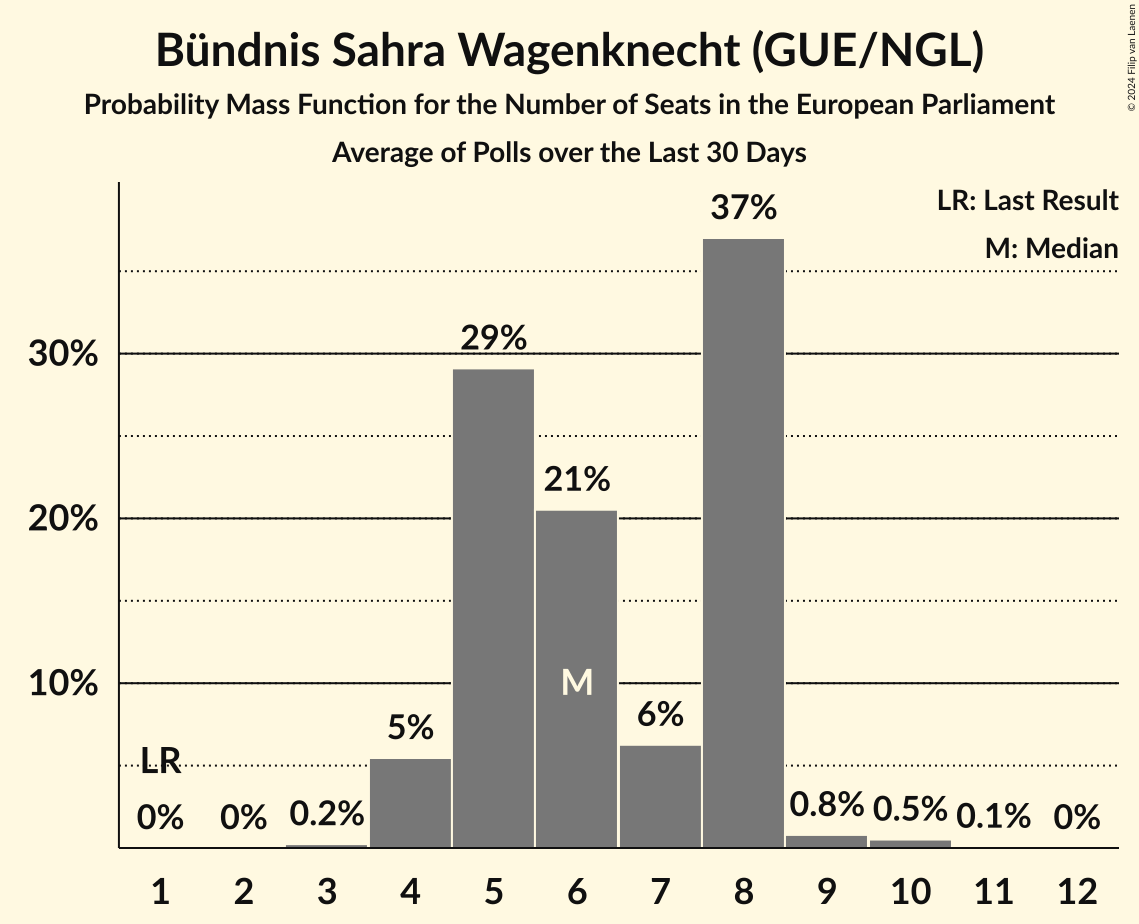 Bündnis Sahra Wagenknecht (GUE/NGL)
Probability Mass Function for the Number of Seats in the European Parliament
Average of Polls over the Last 30 Days
© 2024 Filip van Laenen
LR: Last Result
M: Median
37%
30%
29%
21%
20%
10%
M
6%
5%
LR
0% 0% 0.2% 0.8% 0.5% 0.1% 0%
1 2 3 4 5 6 7 8 9 10 11 12